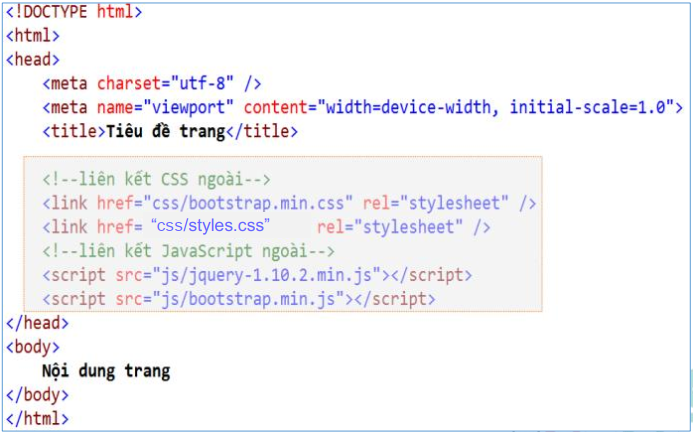 <!DOCTYPE html>
<html>
<head>
<meta charset="utf-8" />
<meta name="viewport" content="width=device-width, initial-scale=1.0">
<title>Tiêu đề trang</title>
<!--liên kết CSS ngoài-->
<link href="css/bootstrap.min.css" rel="stylesheet" />
<link href= “css/styles.css” rel="stylesheet" />
<!--liên kết JavaScript ngoài-->
<script src="js/jquery-1.10.2.min.js"></script>
<script src="js/bootstrap.min.js"></script>
</head>
<body>
Nội dung trang
</body>
</html>